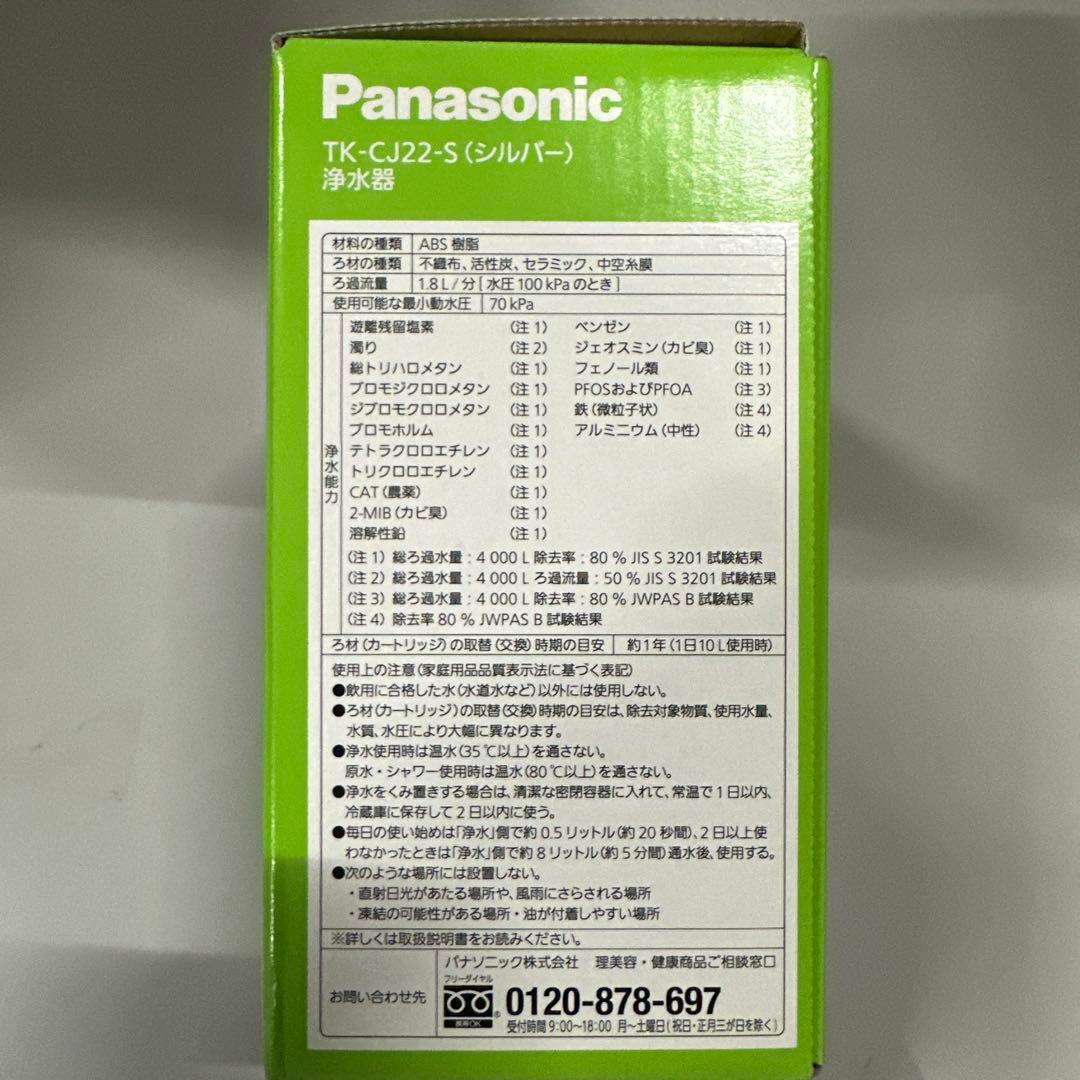 Panasonic
TK-CJ22-S(シルバー)
浄水器
材料の種類 ABS 樹脂
ろ材の種類 不織布、活性炭、セラミック、中空糸膜
ろ過流量 1.8 L / 分 [ 水圧 100 kPa のとき ]
使用可能な最小動水圧 70 kPa
浄水能力
遊離残留塩素 (注 1) ベンゼン (注 1)
濁り (注 2) ジェオスミン(カビ臭) (注 1)
総トリハロメタン (注 1) フェノール類 (注 1)
ブロモジクロロメタン (注 1) PFOSおよびPFOA (注 3)
ジブロモクロロメタン (注 1) 鉄(微粒子状) (注 4)
ブロモホルム (注 1) アルミニウム(中性) (注 4)
テトラクロロエチレン (注 1)
トリクロロエチレン (注 1)
CAT(農薬) (注 1)
2-MIB(カビ臭) (注 1)
溶解性鉛 (注 1)
(注 1) 総ろ過水量 : 4 000 L 除去率 : 80 % JIS S 3201 試験結果
(注 2) 総ろ過水量 : 4 000 L ろ過流量 : 50 % JIS S 3201 試験結果
(注 3) 総ろ過水量 : 4 000 L 除去率 : 80 % JWPAS B 試験結果
(注 4) 除去率 80 % JWPAS B 試験結果
ろ材(カートリッジ)の取替(交換)時期の目安 約1年(1日10 L使用時)
使用上の注意(家庭用品品質表示法に基づく表記)
●飲用に合格した水(水道水など)以外には使用しない。
●ろ材(カートリッジ)の取替(交換)時期の目安は、除去対象物質、使用水量、
水質、水圧により大幅に異なります。
●浄水使用時は温水(35 ℃以上)を通さない。
原水・シャワー使用時は温水(80 ℃以上)を通さない。
●浄水をくみ置きする場合は、清潔な密閉容器に入れて、常温で 1 日以内、
冷蔵庫に保存して 2 日以内に使う。
●毎日の使い始めは「浄水」側で約 0.5 リットル(約 20 秒間)、2 日以上使
わなかったときは「浄水」側で約 8 リットル(約 5 分間)通水後、使用する。
●次のような場所には設置しない。
・直射日光があたる場所や、風雨にさらされる場所
・凍結の可能性がある場所・油が付着しやすい場所
※詳しくは取扱説明書をお読みください。
お問い合わせ先
パナソニック株式会社 理美容・健康商品ご相談窓口
フリーダイヤル
携帯OK
0120-878-697
受付時間 9:00〜18:00 月〜土曜日(祝日・正月三が日を除く)